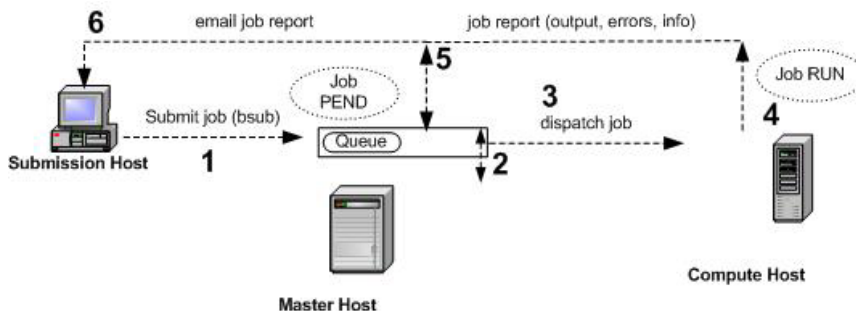 6
email job report
job report (output, errors, info)
5
Job
PEND
Job RUN
3
4
Submit job (bsub)
dispatch job
Queue
Submission Host
1
2
Compute Host
Master Host